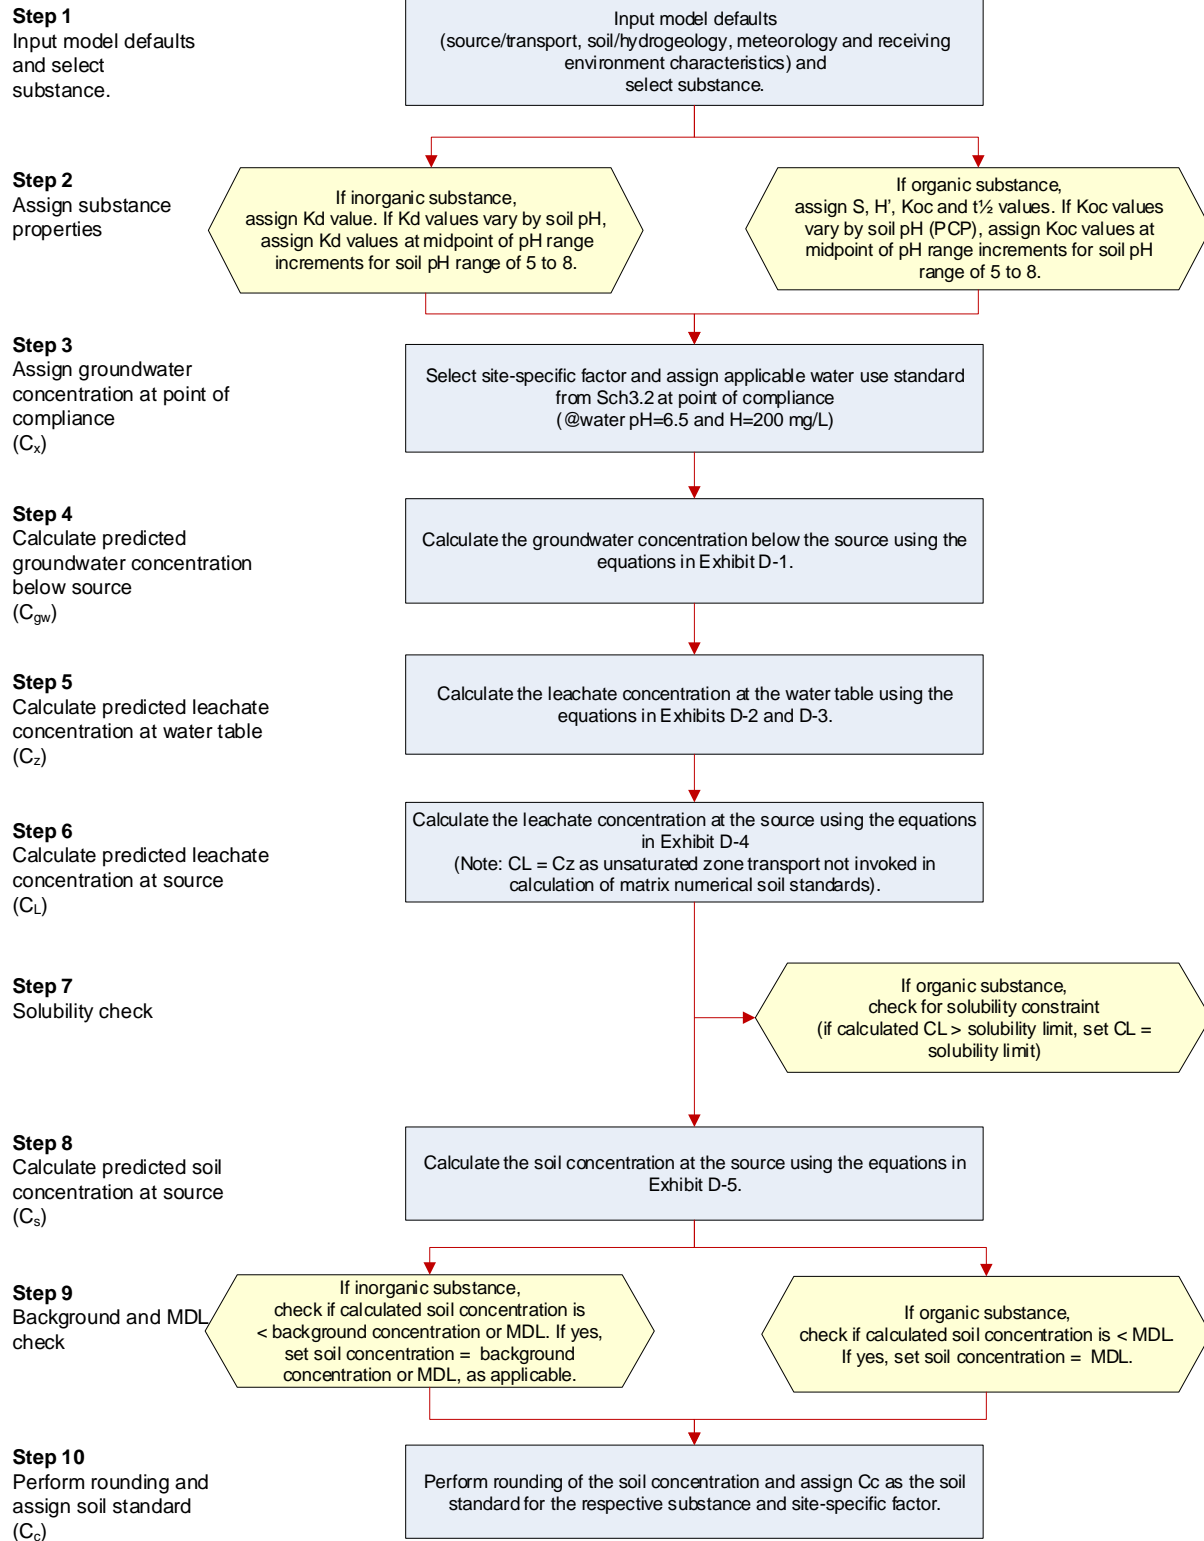 Step 1
Input model defaults
and select
substance.
Input model defaults
(source/transport, soil/hydrogeology, meteorology and receiving
environment characteristics) and
select substance.
Step 2
Assign substance
properties
If inorganic substance,
assign Kd value. If Kd values vary by soil pH,
assign Kd values at midpoint of pH range
increments for soil pH range of 5 to 8.
If organic substance,
assign S, H', Koc and t½ values. If Koc values
vary by soil pH (PCP), assign Koc values at
midpoint of pH range increments for soil pH
range of 5 to 8.
Step 3
Assign groundwater
concentration at point of
compliance
(Cx)
Select site-specific factor and assign applicable water use standard
from Sch3.2 at point of compliance
(@water pH=6.5 and H=200 mg/L)
Step 4
Calculate predicted
groundwater concentration
below source
(Cgw)
Calculate the groundwater concentration below the source using the
equations in Exhibit D-1.
Step 5
Calculate predicted leachate
concentration at water table
(Cz)
Calculate the leachate concentration at the water table using the
equations in Exhibits D-2 and D-3.
Step 6
Calculate predicted leachate
concentration at source
(CL)
Calculate the leachate concentration at the source using the equations
in Exhibit D-4
(Note: CL = Cz as unsaturated zone transport not invoked in
calculation of matrix numerical soil standards).
Step 7
Solubility check
If organic substance,
check for solubility constraint
(if calculated CL > solubility limit, set CL =
solubility limit)
Step 8
Calculate predicted soil
concentration at source
(Cs)
Calculate the soil concentration at the source using the equations in
Exhibit D-5.
Step 9
Background and MDL
check
If inorganic substance,
check if calculated soil concentration is
< background concentration or MDL. If yes,
set soil concentration = background
concentration or MDL, as applicable.
If organic substance,
check if calculated soil concentration is < MDL.
If yes, set soil concentration = MDL.
Step 10
Perform rounding and
assign soil standard
(Cc)
Perform rounding of the soil concentration and assign Cc as the soil
standard for the respective substance and site-specific factor.